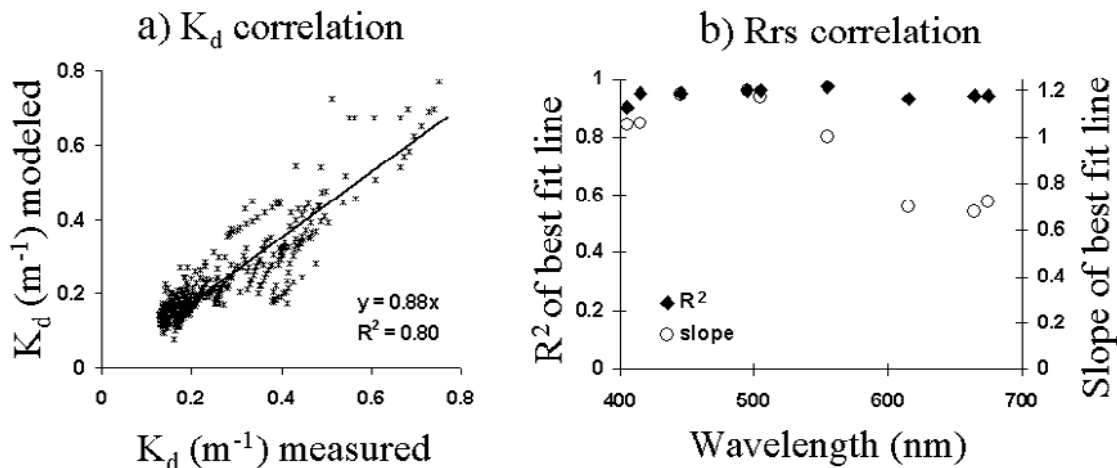 a) K_d correlation
K_d (m⁻¹) modeled
0.8
0.6
0.4
0.2
0
y = 0.88x
R² = 0.80
0 0.2 0.4 0.6 0.8
K_d (m⁻¹) measured
b) Rrs correlation
R² of best fit line
1
0.8
0.6
0.4
0.2
0
R²
slope
1.2
1
0.8
0.6
0.4
0.2
0
Slope of best fit line
400 500 600 700
Wavelength (nm)